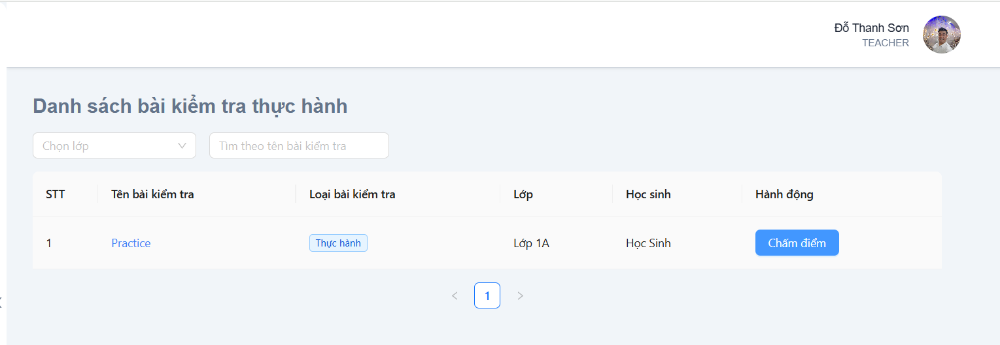 Đỗ Thanh Sơn
TEACHER
Danh sách bài kiểm tra thực hành
Chọn lớp
Tìm theo tên bài kiểm tra
STT Tên bài kiểm tra Loại bài kiểm tra Lớp Học sinh Hành động
1 Practice Thực hành Lớp 1A Học Sinh Chấm điểm
< 1 >